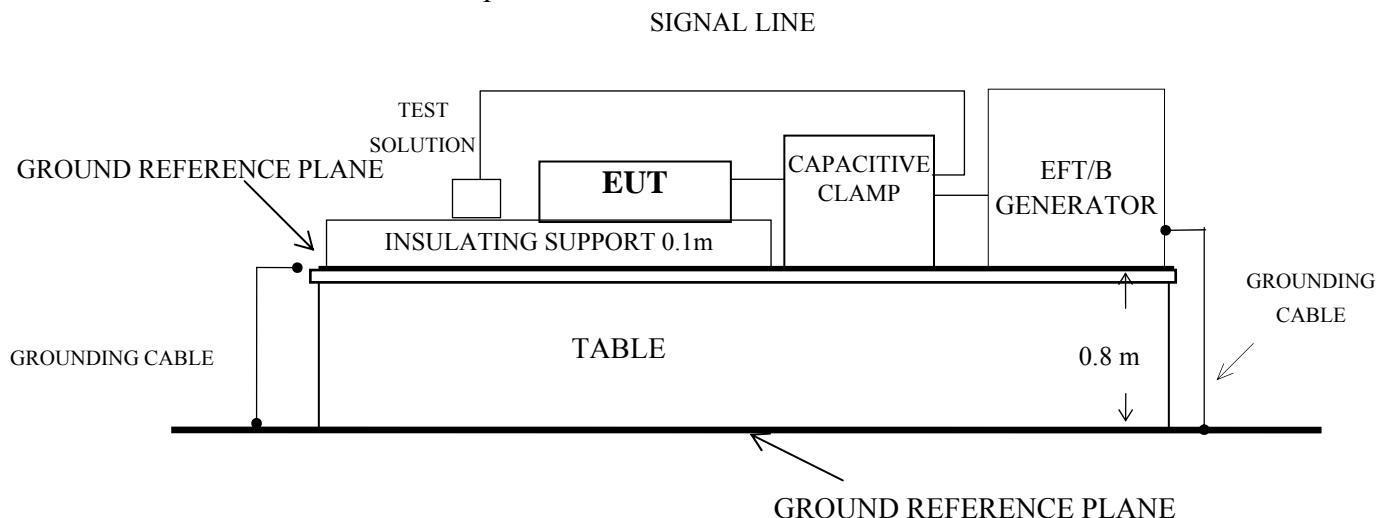 SIGNAL LINE
TEST
SOLUTION
GROUND REFERENCE PLANE
EUT
CAPACITIVE
CLAMP
EFT/B
GENERATOR
INSULATING SUPPORT 0.1m
GROUNDING
CABLE
GROUNDING CABLE
TABLE
0.8 m
GROUND REFERENCE PLANE